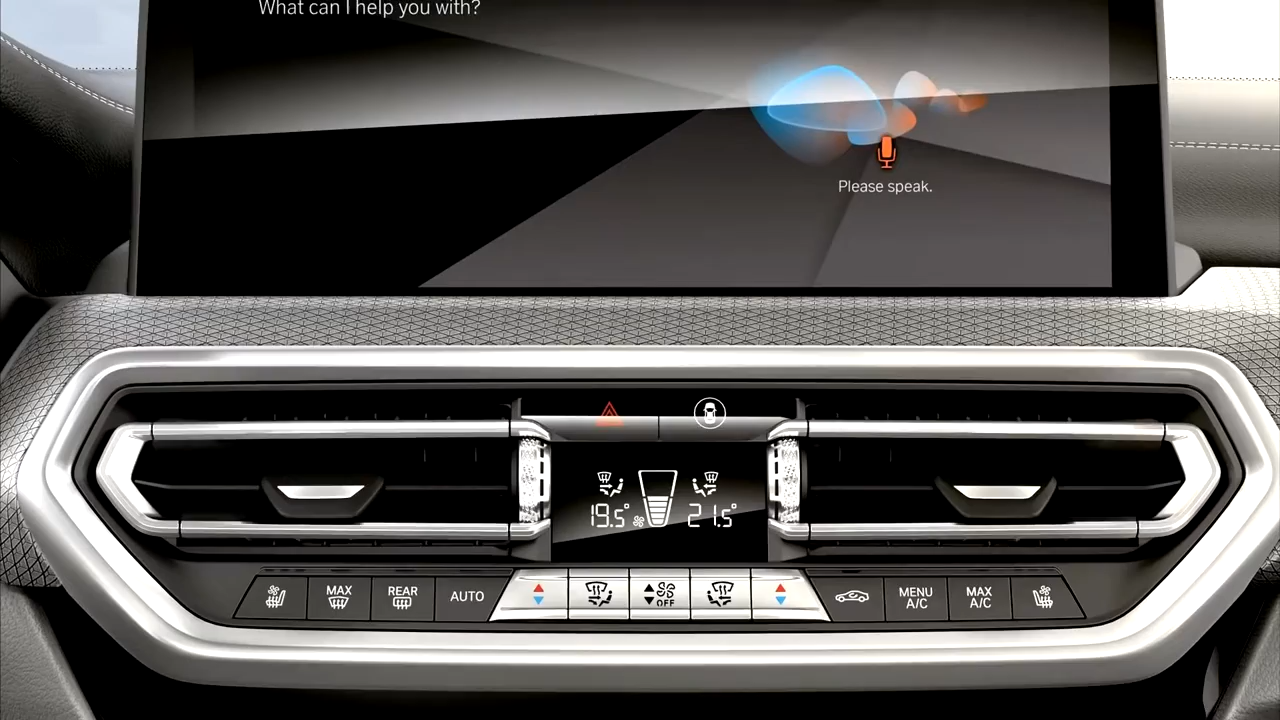 What can I help you with?
Please speak.
19.5°
21.5°
MAX
REAR
AUTO
OFF
MENU
A/C
MAX
A/C